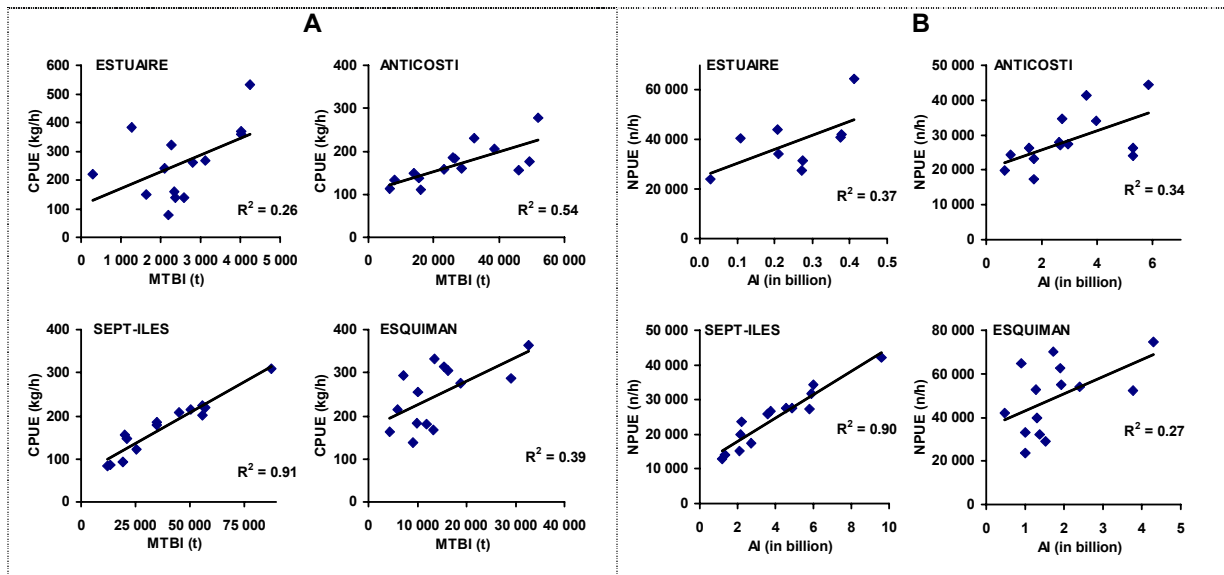 A
ESTUAIRE
CPUE (kg/h)
600
500
400
300
200
100
0
R² = 0.26
0 1 000 2 000 3 000 4 000 5 000
MTBI (t)
ANTICOSTI
CPUE (kg/h)
400
300
200
100
0
R² = 0.54
0 20 000 40 000 60 000
MTBI (t)
SEPT-ILES
CPUE (kg/h)
400
300
200
100
0
R² = 0.91
0 25 000 50 000 75 000
MTBI (t)
ESQUIMAN
CPUE (kg/h)
400
300
200
100
0
R² = 0.39
0 10 000 20 000 30 000 40 000
MTBI (t)
B
ESTUAIRE
NPUE (n/h)
60 000
40 000
20 000
0
R² = 0.37
0.0 0.1 0.2 0.3 0.4 0.5
AI (in billion)
ANTICOSTI
NPUE (n/h)
50 000
40 000
30 000
20 000
10 000
0
R² = 0.34
0 2 4 6
AI (in billion)
SEPT-ILES
NPUE (n/h)
50 000
40 000
30 000
20 000
10 000
0
R² = 0.90
0 2 4 6 8 10
AI (in billion)
ESQUIMAN
NPUE (n/h)
80 000
60 000
40 000
20 000
0
R² = 0.27
0 1 2 3 4 5
AI (in billion)